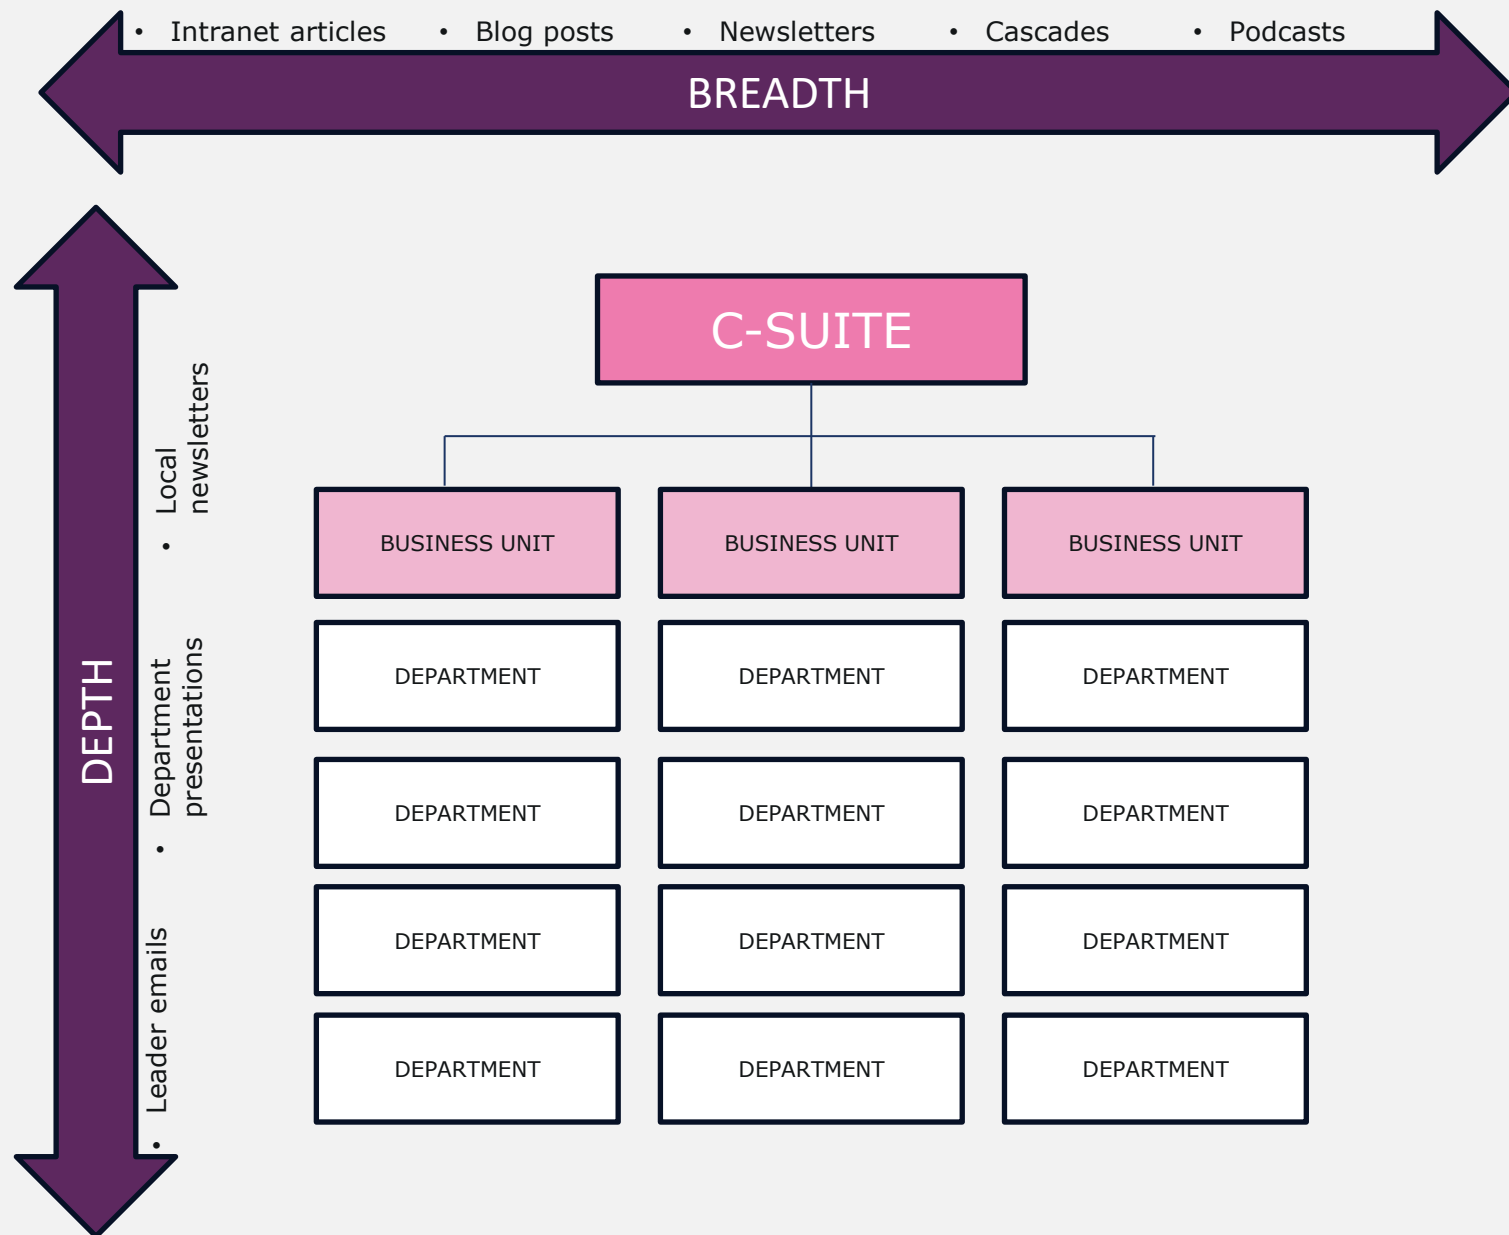 • Intranet articles • Blog posts • Newsletters • Cascades • Podcasts
BREADTH
DEPTH
• Local
newsletters
• Department
presentations
• Leader emails
C-SUITE
BUSINESS UNIT BUSINESS UNIT BUSINESS UNIT
DEPARTMENT DEPARTMENT DEPARTMENT
DEPARTMENT DEPARTMENT DEPARTMENT
DEPARTMENT DEPARTMENT DEPARTMENT
DEPARTMENT DEPARTMENT DEPARTMENT